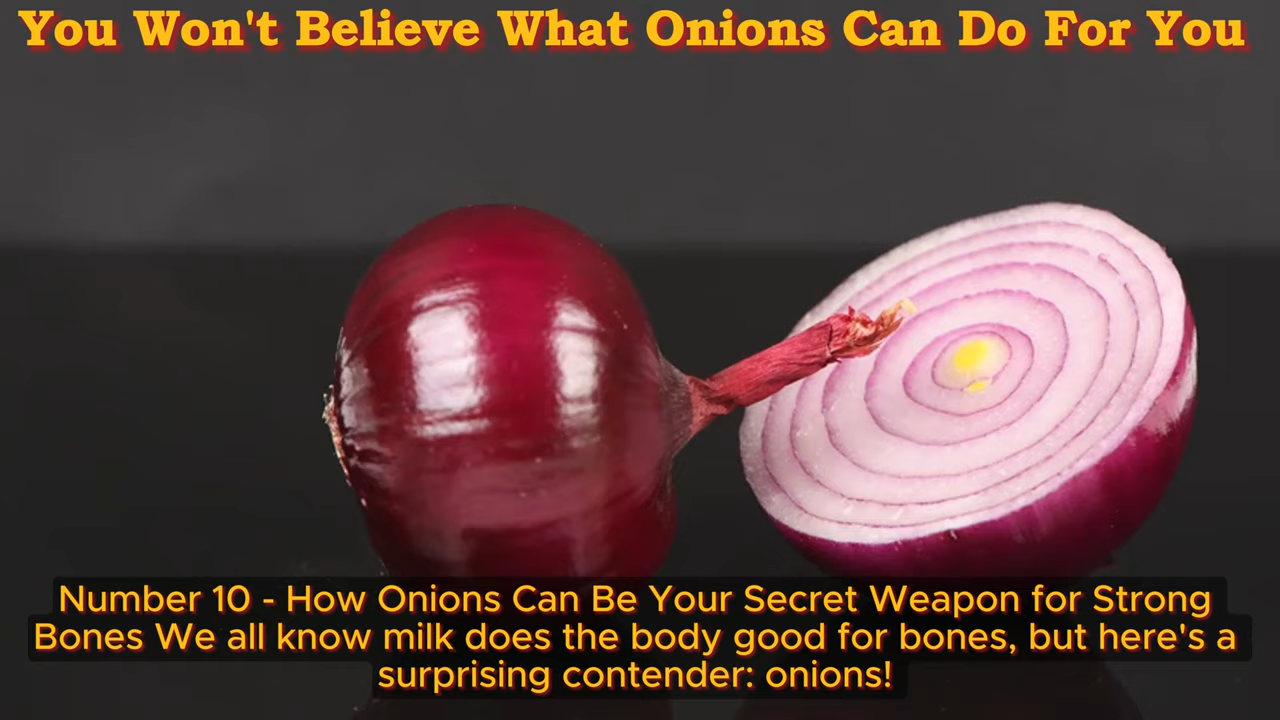 You Won't Believe What Onions Can Do For You
Number 10 - How Onions Can Be Your Secret Weapon for Strong
Bones We all know milk does the body good for bones, but here's a
surprising contender: onions!